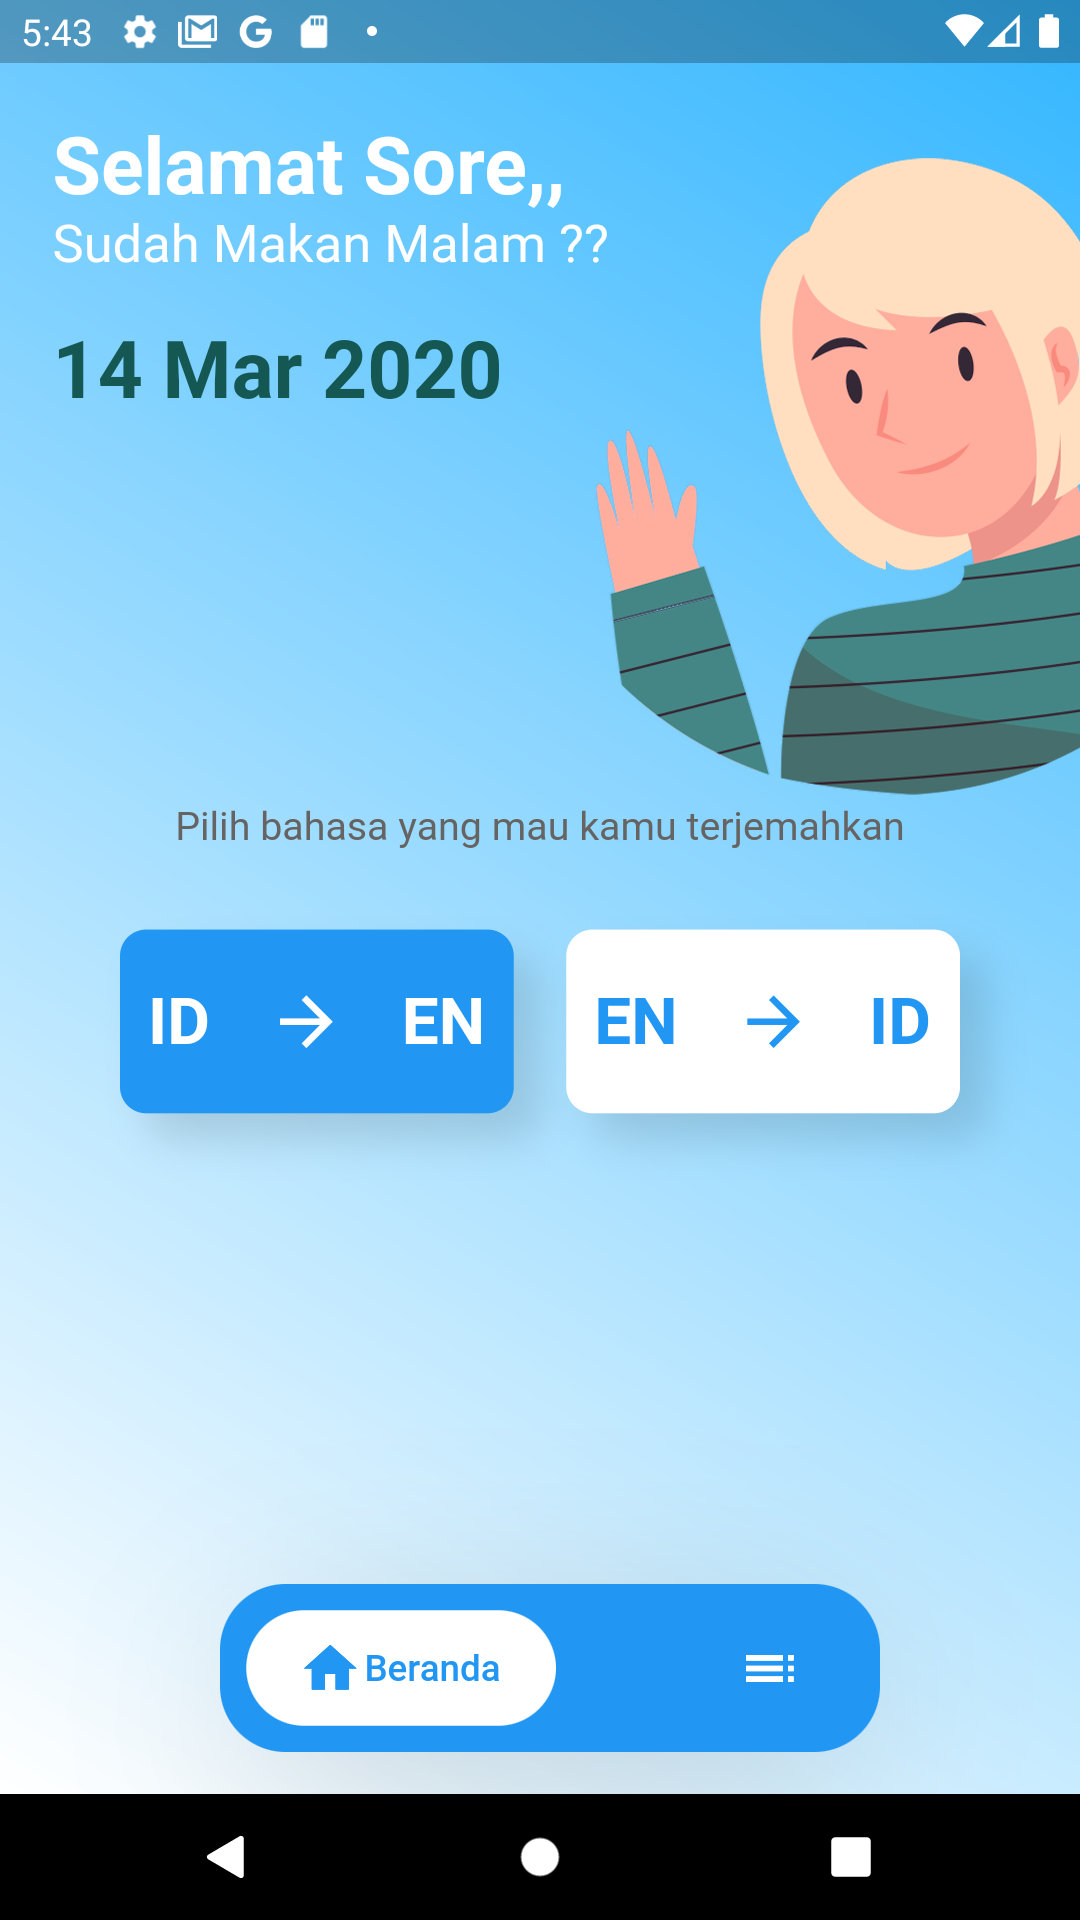 5:43
Selamat Sore,,
Sudah Makan Malam ??
14 Mar 2020
Pilih bahasa yang mau kamu terjemahkan
ID EN
EN ID
Beranda